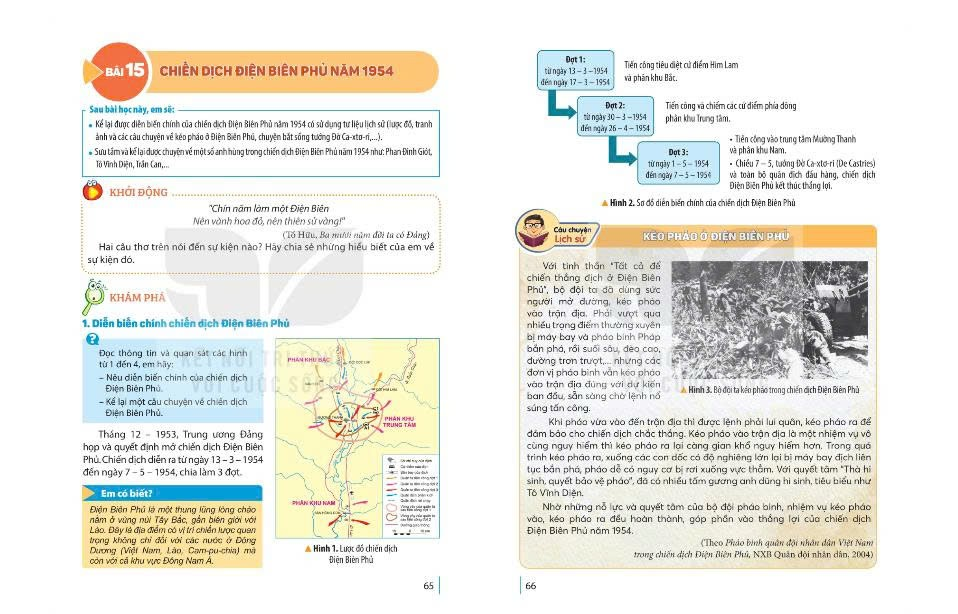 BÀI 15
CHIẾN DỊCH ĐIỆN BIÊN PHỦ NĂM 1954
Sau bài học này, em sẽ:
• Kể lại được diễn biến chính của chiến dịch Điện Biên Phủ năm 1954 có sử dụng tư liệu lịch sử (lược đồ, tranh
ảnh và các câu chuyện về kéo pháo ở Điện Biên Phủ, chuyện bắt sống tướng Đờ Ca-xtơ-ri,...).
• Sưu tầm và kể lại được chuyện về một số anh hùng trong chiến dịch Điện Biên Phủ năm 1954 như: Phan Đình Giót,
Tô Vĩnh Diện, Trần Can,...
KHỞI ĐỘNG
"Chín năm làm một Điện Biên
Nên vành hoa đỏ, nên thiên sử vàng!"
(Tố Hữu, Ba mươi năm đời ta có Đảng)
Hai câu thơ trên nói đến sự kiện nào? Hãy chia sẻ những hiểu biết của em về
sự kiện đó.
KHÁM PHÁ
1. Diễn biến chính chiến dịch Điện Biên Phủ
?
Đọc thông tin và quan sát các hình
từ 1 đến 4, em hãy:
– Nêu diễn biến chính của chiến dịch
Điện Biên Phủ.
– Kể lại một câu chuyện về chiến dịch
Điện Biên Phủ.
Tháng 12 – 1953, Trung ương Đảng
họp và quyết định mở chiến dịch Điện Biên
Phủ. Chiến dịch diễn ra từ ngày 13 – 3 – 1954
đến ngày 7 – 5 – 1954, chia làm 3 đợt.
Em có biết?
Điện Biên Phủ là một thung lũng lòng chảo
nằm ở vùng núi Tây Bắc, gần biên giới với
Lào. Đây là địa điểm có vị trí chiến lược quan
trọng không chỉ đối với các nước ở Đông
Dương (Việt Nam, Lào, Cam-pu-chia) mà
còn với cả khu vực Đông Nam Á.
PHÂN KHU BẮC
PHÂN KHU
TRUNG TÂM
PHÂN KHU NAM
Hình 1. Lược đồ chiến dịch
Điện Biên Phủ
65
Đợt 1:
từ ngày 13 – 3 –1954
đến ngày 17 – 3 –1954
Tiến công tiêu diệt cứ điểm Him Lam
và phân khu Bắc.
Đợt 2:
từ ngày 30 – 3 –1954
đến ngày 26 – 4 – 1954
Tiến công và chiếm các cứ điểm phía đông
phân khu Trung tâm.
Đợt 3:
từ ngày 1 – 5 – 1954
đến ngày 7 – 5 – 1954
• Tiến công vào trung tâm Mường Thanh
và phân khu Nam.
• Chiều 7 – 5, tướng Đờ Ca-xtơ-ri (De Castries)
và toàn bộ quân địch đầu hàng, chiến dịch
Điện Biên Phủ kết thúc thắng lợi.
Hình 2. Sơ đồ diễn biến chính của chiến dịch Điện Biên Phủ
Câu chuyện
Lịch sử
KÉO PHÁO Ở ĐIỆN BIÊN PHỦ
Với tinh thần "Tất cả để
chiến thắng địch ở Điện Biên
Phủ", bộ đội ta đã dùng sức
người mở đường, kéo pháo
vào trận địa. Phải vượt qua
nhiều trọng điểm thường xuyên
bị máy bay và pháo binh Pháp
bắn phá, rồi suối sâu, đèo cao,
đường trơn trượt,... nhưng các
đơn vị pháo binh vẫn kéo pháo
vào trận địa đúng với dự kiến
ban đầu, sẵn sàng chờ lệnh nổ
súng tấn công.
Hình 3. Bộ đội ta kéo pháo trong chiến dịch Điện Biên Phủ
Khi pháo vừa vào đến trận địa thì được lệnh phải lui quân, kéo pháo ra để
đảm bảo cho chiến dịch chắc thắng. Kéo pháo vào trận địa là một nhiệm vụ vô
cùng nguy hiểm thì kéo pháo ra lại càng gian khổ nguy hiểm hơn. Trong quá
trình kéo pháo ra, xuống các con dốc có độ nghiêng lớn lại bị máy bay địch liên
tục bắn phá, pháo dễ có nguy cơ bị rơi xuống vực thẳm. Với quyết tâm "Thà hi
sinh, quyết bảo vệ pháo", đã có nhiều tấm gương anh dũng hi sinh, tiêu biểu như
Tô Vĩnh Diện.
Nhờ những nỗ lực và quyết tâm của bộ đội pháo binh, nhiệm vụ kéo pháo
vào, kéo pháo ra đều hoàn thành, góp phần vào thắng lợi của chiến dịch
Điện Biên Phủ năm 1954.
(Theo Pháo binh quân đội nhân dân Việt Nam
trong chiến dịch Điện Biên Phủ, NXB Quân đội nhân dân, 2004)
66